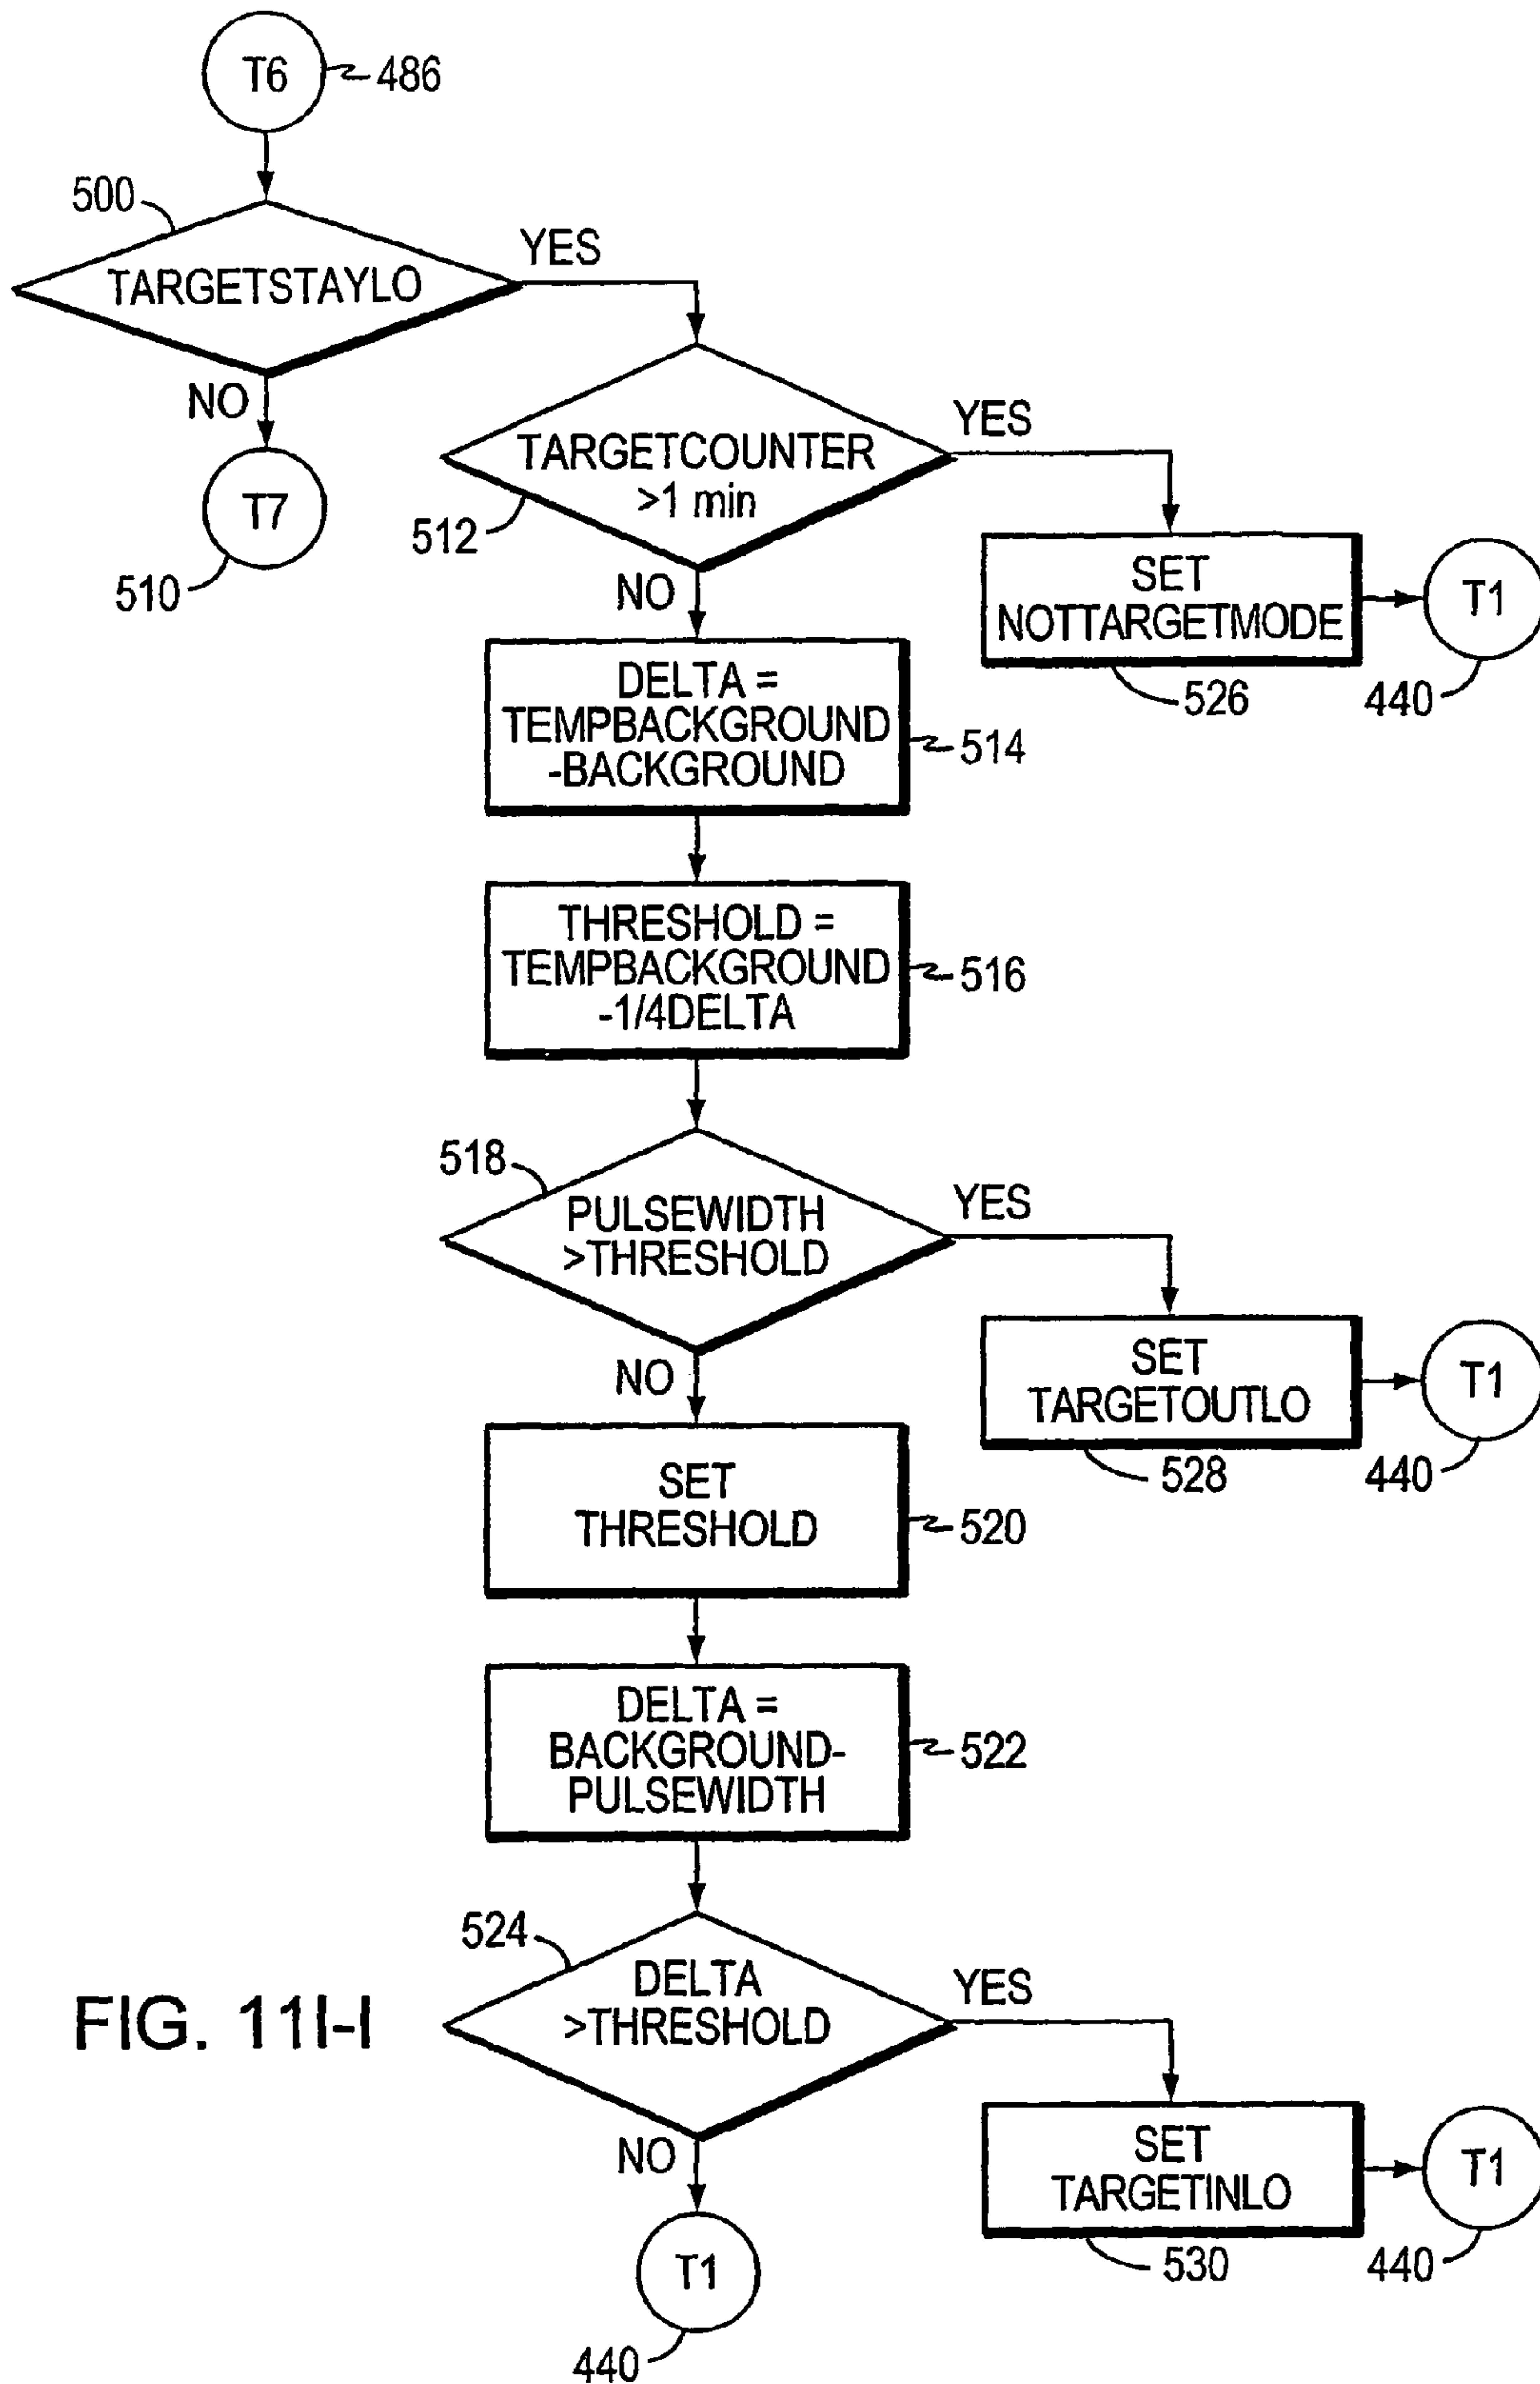 T6
486
500
TARGETSTAYLO
YES
NO
T7
510
TARGETCOUNTER
>1 min
512
YES
NO
SET
NOTTARGETMODE
526
T1
440
DELTA =
TEMPBACKGROUND
-BACKGROUND
514
THRESHOLD =
TEMPBACKGROUND
-1/4DELTA
516
518
PULSEWIDTH
>THRESHOLD
YES
NO
SET
TARGETOUTLO
528
T1
440
SET
THRESHOLD
520
DELTA =
BACKGROUND-
PULSEWIDTH
522
524
DELTA
>THRESHOLD
YES
NO
SET
TARGETINLO
530
T1
440
T1
440
FIG. 11I-I